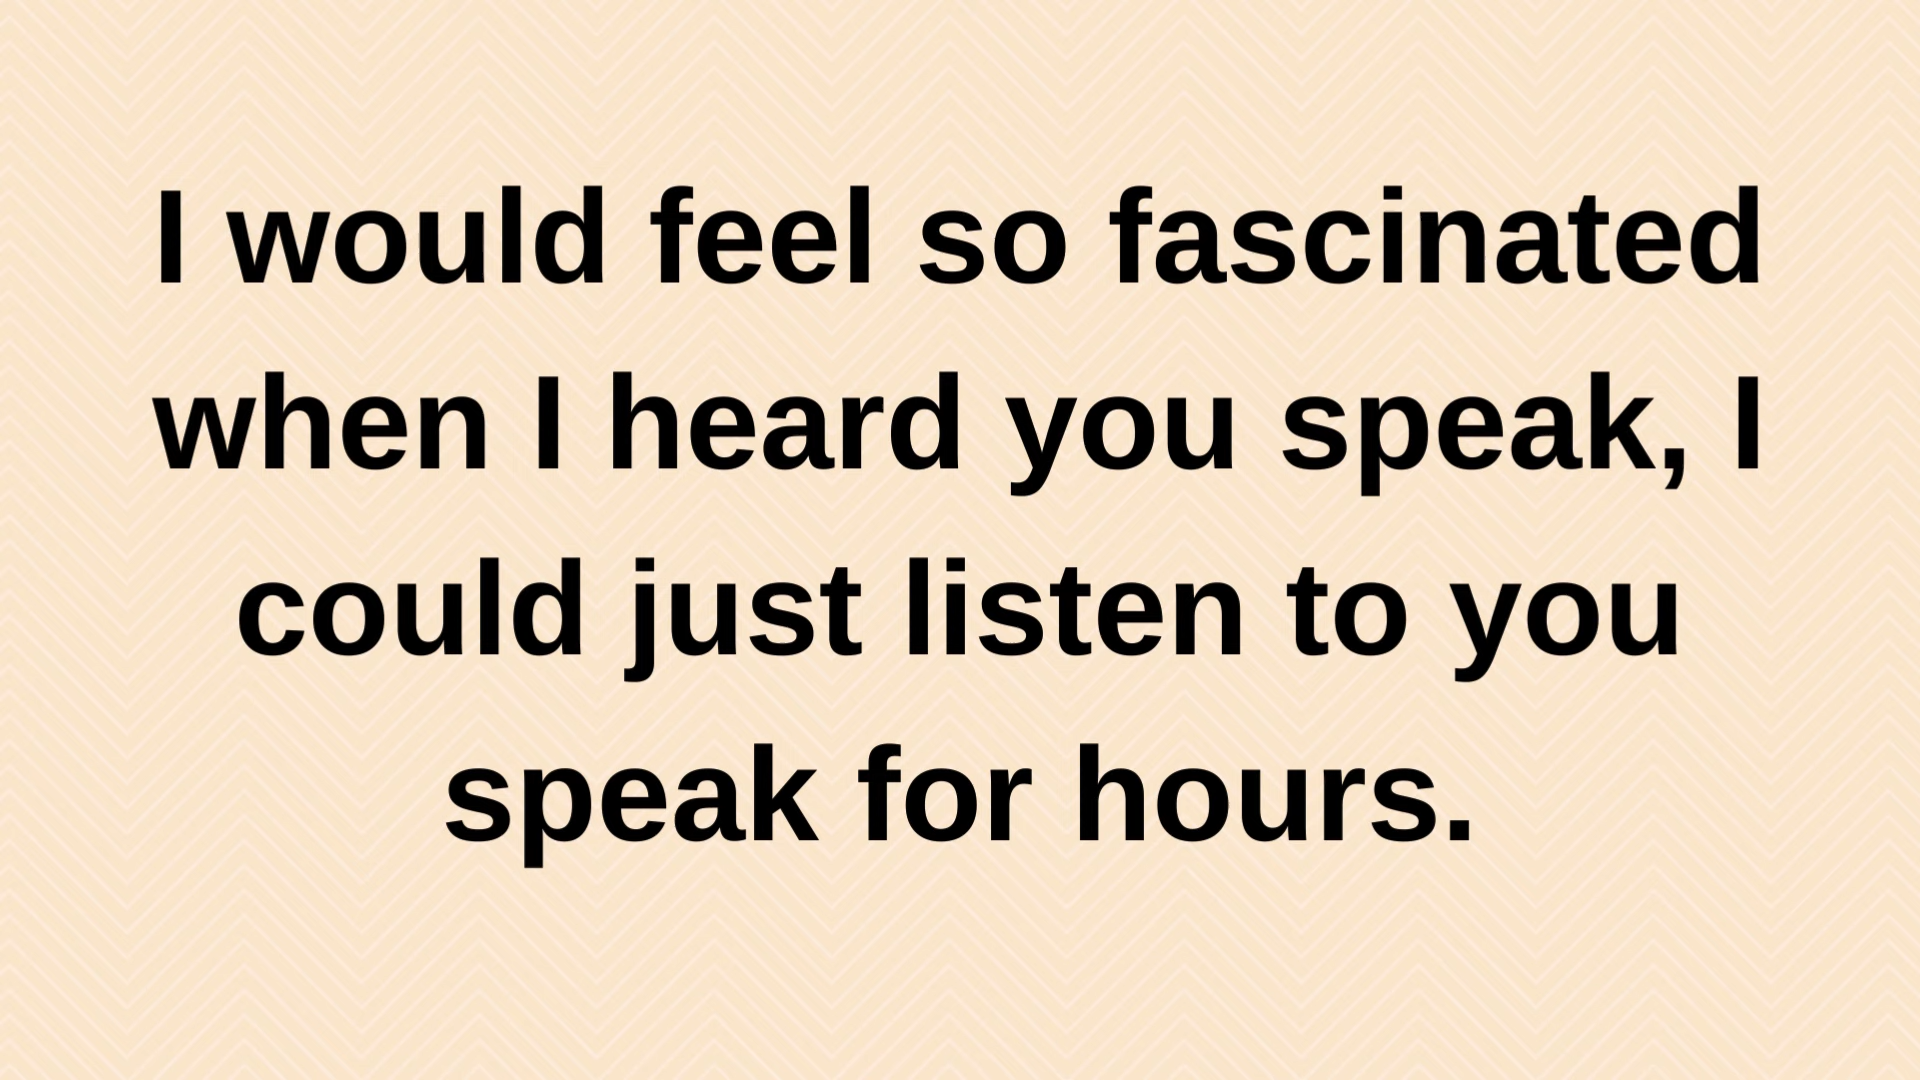 I would feel so fascinated
when I heard you speak, I
could just listen to you
speak for hours.